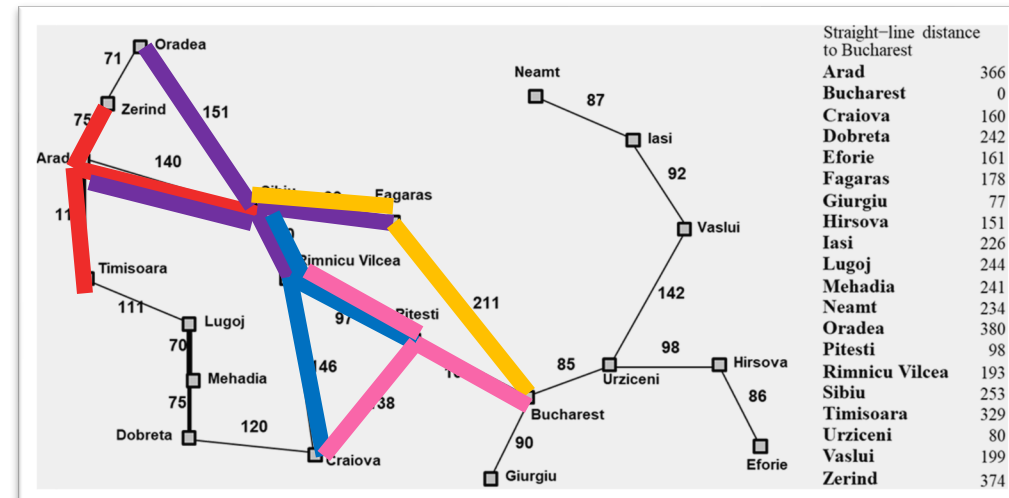 Oradea
71
Zerind
75
151
Arad
140
Fagaras
Timisoara
Rimnicu Vilcea
111
Lugoj
97
Pitesti
211
70
Mehadia
146
75
Dobreta
120
Craiova
Bucharest
90
Giurgiu
85
Urziceni
98
Hirsova
86
Eforie
142
Vaslui
92
Iasi
87
Neamt
Straight-line distance
to Bucharest
Arad 366
Bucharest 0
Craiova 160
Dobreta 242
Eforie 161
Fagaras 178
Giurgiu 77
Hirsova 151
Iasi 226
Lugoj 244
Mehadia 241
Neamt 234
Oradea 380
Pitesti 98
Rimnicu Vilcea 193
Sibiu 253
Timisoara 329
Urziceni 80
Vaslui 199
Zerind 374